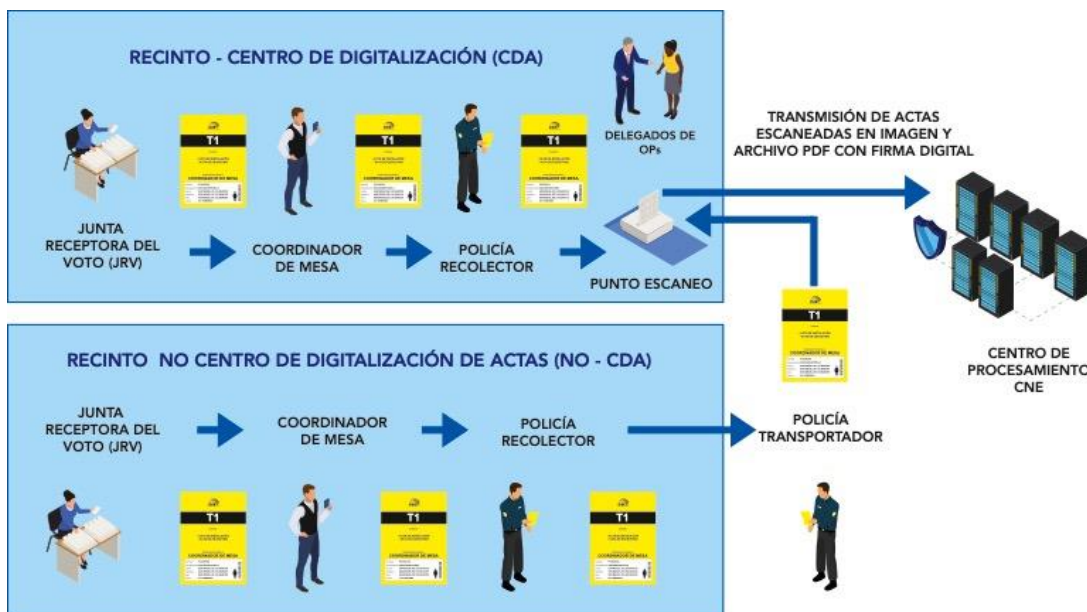 RECINTO - CENTRO DE DIGITALIZACIÓN (CDA)
T1
COORDINADOR DE MESA
T1
COORDINADOR DE MESA
T1
COORDINADOR DE MESA
DELEGADOS DE
OPs
JUNTA
RECEPTORA DEL
VOTO (JRV)
COORDINADOR
DE MESA
POLICÍA
RECOLECTOR
PUNTO ESCANEO
TRANSMISIÓN DE ACTAS
ESCANEADAS EN IMAGEN Y
ARCHIVO PDF CON FIRMA DIGITAL
CENTRO DE
PROCESAMIENTO
CNE
T1
COORDINADOR DE MESA
POLICÍA
TRANSPORTADOR
RECINTO NO CENTRO DE DIGITALIZACIÓN DE ACTAS (NO - CDA)
JUNTA
RECEPTORA DEL
VOTO (JRV)
COORDINADOR
DE MESA
POLICÍA
RECOLECTOR
T1
COORDINADOR DE MESA
T1
COORDINADOR DE MESA
T1
COORDINADOR DE MESA